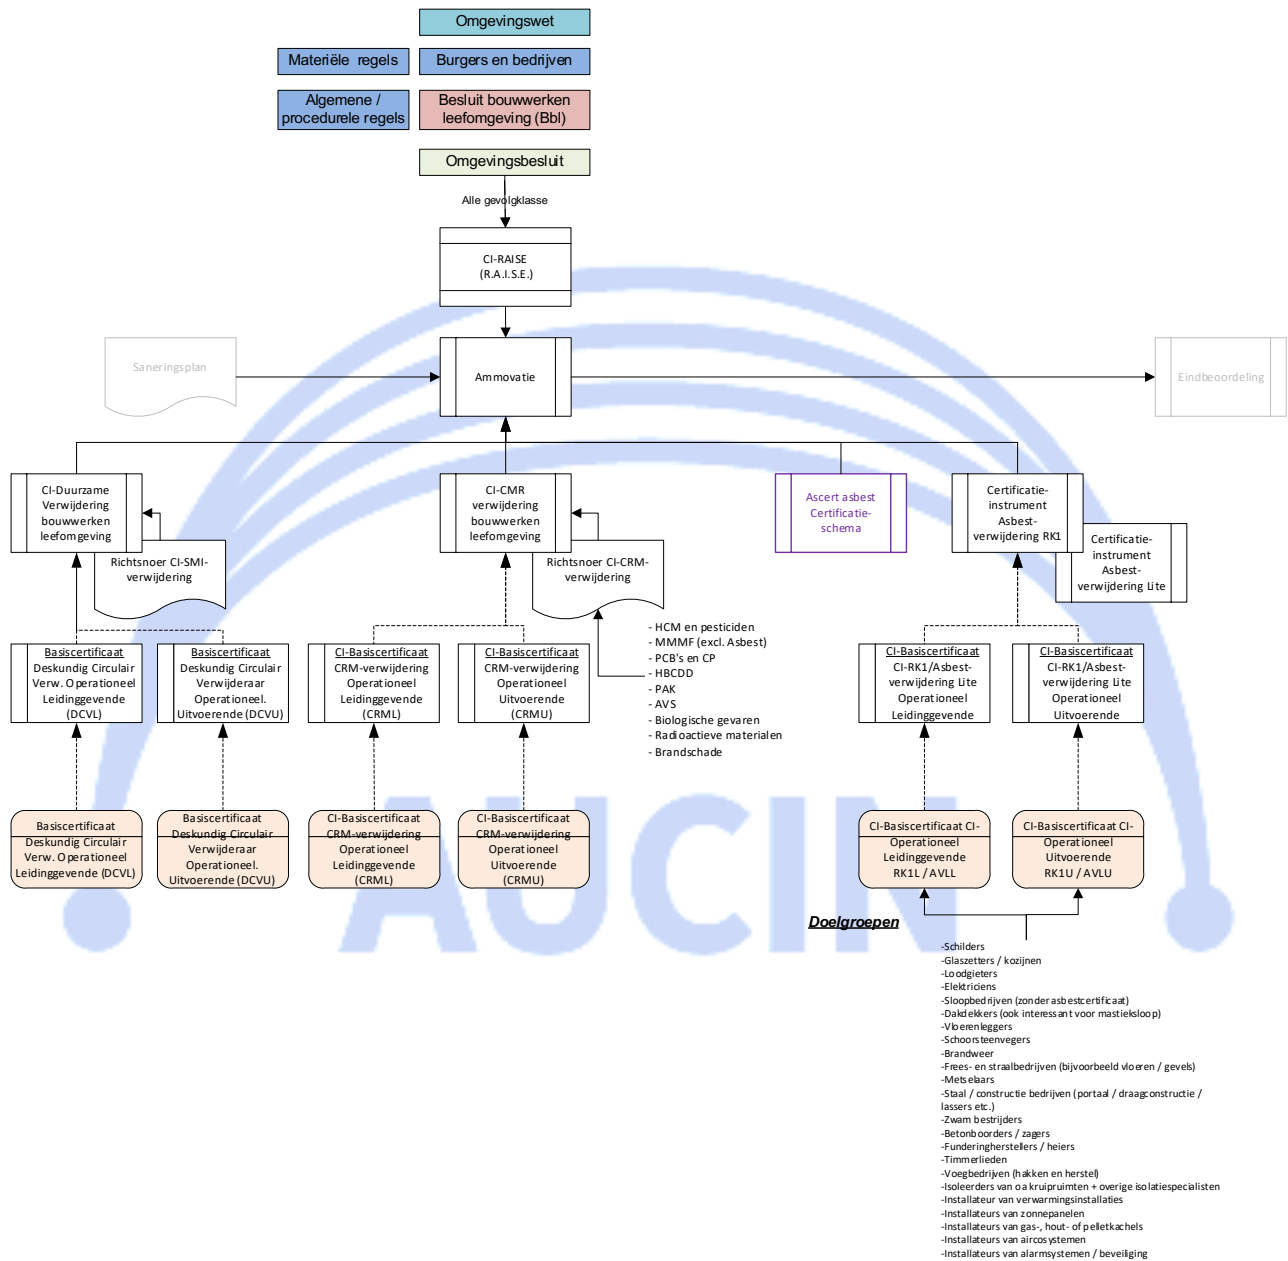 Omgevingswet
Materiële regels
Burgers en bedrijven
Algemene /
procedurele regels
Besluit bouwwerken
leefomgeving (Bbl)
Omgevingsbesluit
Alle gevolgklasse
CI-RAISE
(R.A.I.S.E.)
Saneringsplan
Ammovatie
Eindbeoordeling
CI-Duurzame
Verwijdering
bouwwerken
leefomgeving
Richtsnoer CI-SMI-
verwijdering
CI-CMR
verwijdering
bouwwerken
leefomgeving
Richtsnoer CI-CRM-
verwijdering
Ascert asbest
Certificatie-
schema
Certificatie-
instrument
Asbest-
verwijdering RK1
Certificatie-
instrument
Asbest-
verwijdering Lite
- HCM en pesticiden
- MMMF (excl. Asbest)
- PCB's en CP
- HBCDD
- PAK
- AVS
- Biologische gevaren
- Radioactieve materialen
- Brandschade
Basiscertificaat
Deskundig Circulair
Verw. Operationeel
Leidinggevende
(DCVL)
Basiscertificaat
Deskundig Circulair
Verwijderaar
Operationeel.
Uitvoerende (DCVU)
CI-Basiscertificaat
CRM-verwijdering
Operationeel
Leidinggevende
(CRML)
CI-Basiscertificaat
CRM-verwijdering
Operationeel
Uitvoerende
(CRMU)
CI-Basiscertificaat
CI-RK1/Asbest-
verwijdering Lite
Operationeel
Leidinggevende
CI-Basiscertificaat
CI-RK1/Asbest-
verwijdering Lite
Operationeel
Uitvoerende
Basiscertificaat
Deskundig Circulair
Verw. Operationeel
Leidinggevende (DCVL)
Basiscertificaat
Deskundig Circulair
Verwijderaar
Operationeel.
Uitvoerende (DCVU)
CI-Basiscertificaat
CRM-verwijdering
Operationeel
Leidinggevende
(CRML)
CI-Basiscertificaat
CRM-verwijdering
Operationeel
Uitvoerende
(CRMU)
CI-Basiscertificaat CI-
Operationeel
Leidinggevende
RK1L / AVLL
CI-Basiscertificaat CI-
Operationeel
Uitvoerende
RK1U / AVLU
AUCIN
Doelgroepen
-Schilders
-Glaszetters / kozijnen
-Loodgieters
-Elektriciens
-Sloopbedrijven (zonder asbestcertificaat)
-Dakdekkers (ook interessant voor mastieksloop)
-Vloerenleggers
-Schoorsteenvegers
-Brandweer
-Frees- en straalbedrijven (bijvoorbeeld vloeren / gevels)
-Metselaars
-Staal / constructie bedrijven (portaal / draagconstructie /
lassers etc.)
-Zwam bestrijders
-Betonboorders / zagers
-Funderingherstellers / heiers
-Timmerlieden
-Voegbedrijven (hakken en herstel)
-Isoleerders van oa kruipruimten + overige isolatiespecialisten
-Installateur van verwarmingsinstallaties
-Installateurs van zonnepanelen
-Installateurs van gas-, hout- of pelletkachels
-Installateurs van aircosystemen
-Installateurs van alarmsystemen / beveiliging